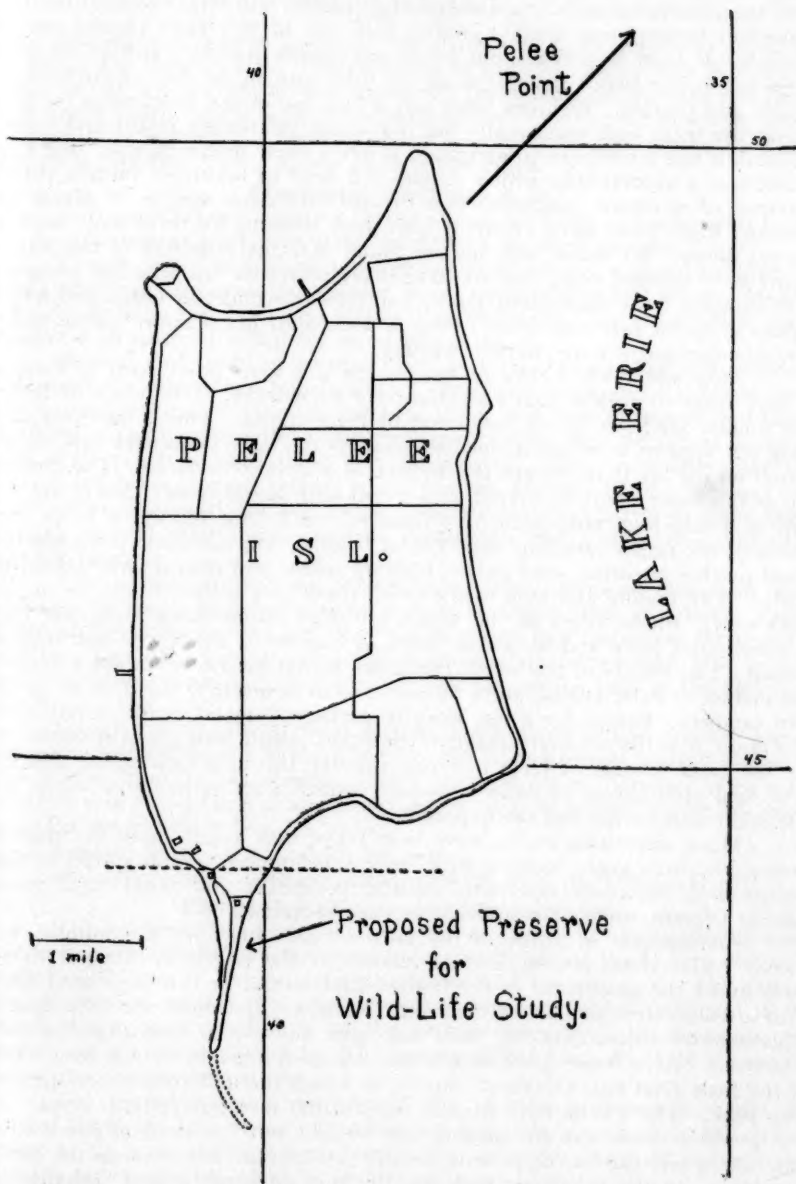 40
Pelee
Point
35
50
LAKE ERIE
PELEE
ISL.
45
Proposed Preserve
for
Wild-Life Study.
1 mile
40